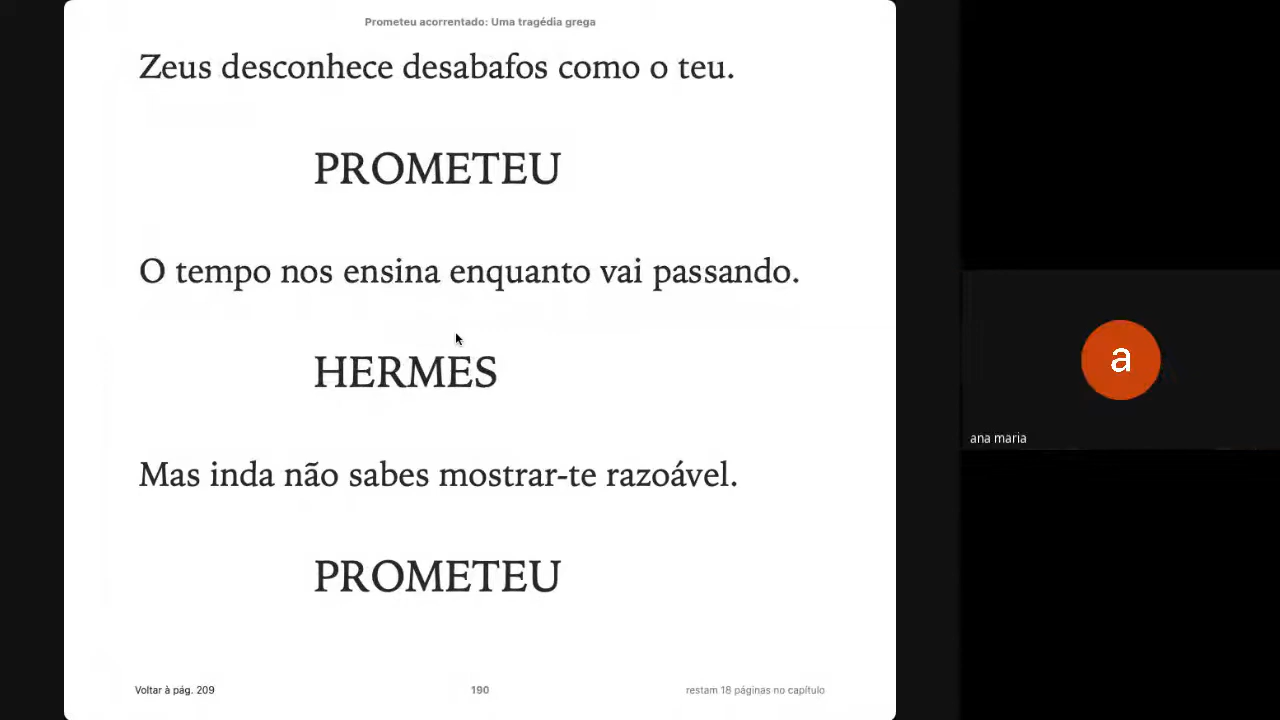 Prometeu acorrentado: Uma tragédia grega
Zeus desconhece desabafos como o teu.
PROMETEU
O tempo nos ensina enquanto vai passando.
HERMES
Mas inda não sabes mostrar-te razoável.
PROMETEU
Voltar à pág. 209
190
restam 18 páginas no capítulo
a
ana maria